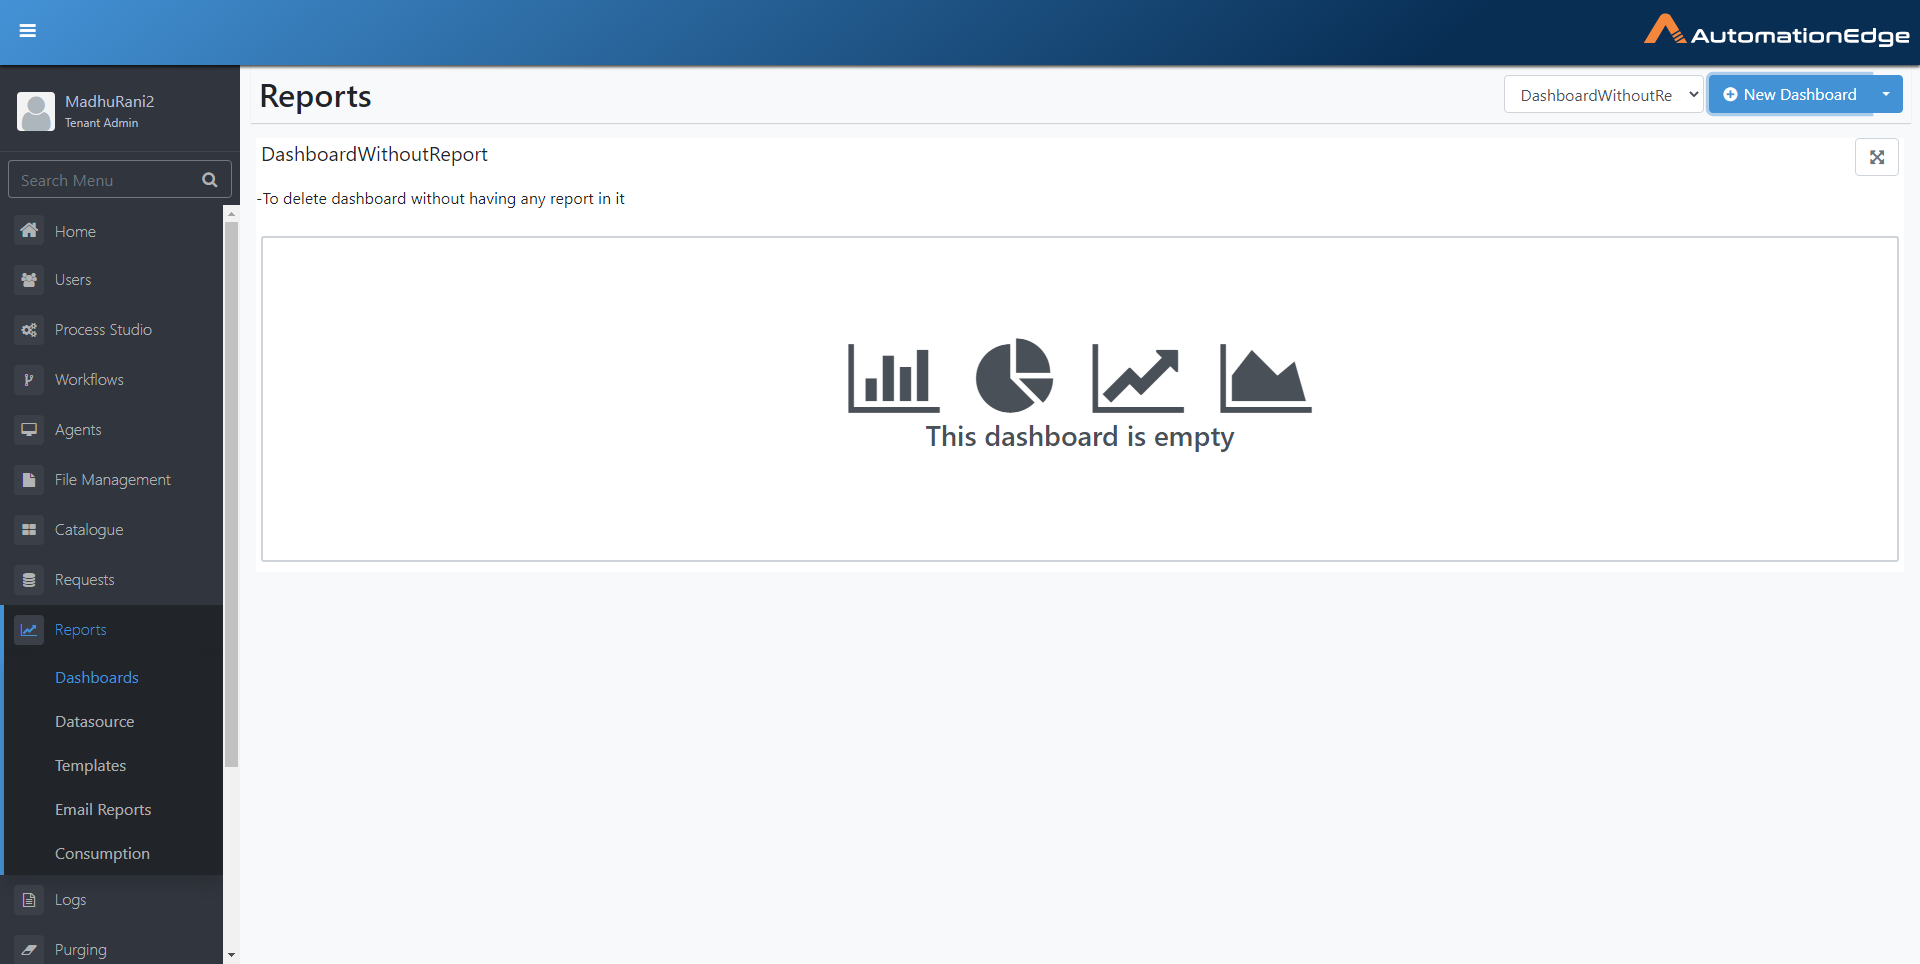 AutomationEdge
MadhuRani2
Tenant Admin
Search Menu
Home
Users
Process Studio
Workflows
Agents
File Management
Catalogue
Requests
Reports
Dashboards
Datasource
Templates
Email Reports
Consumption
Logs
Purging
Reports
DashboardWithoutRe
New Dashboard
DashboardWithoutReport
-To delete dashboard without having any report in it
This dashboard is empty